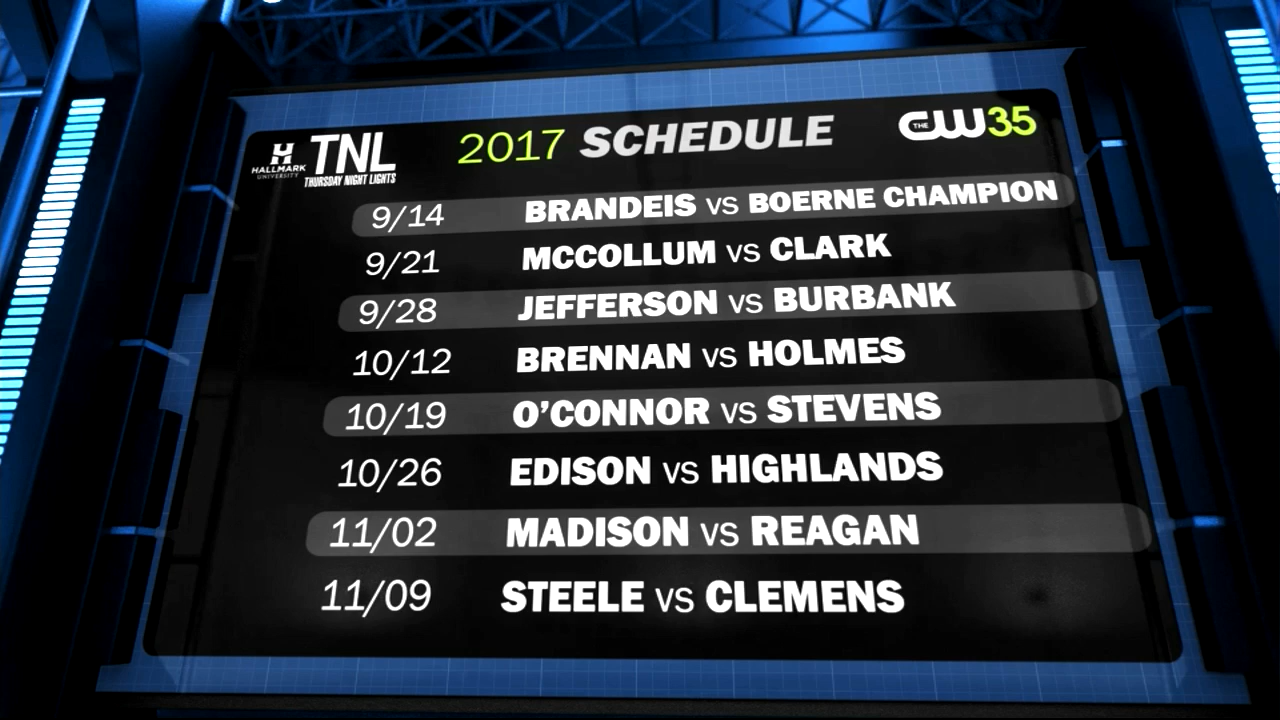 HALLMARK
UNIVERSITY
TNL
THURSDAY NIGHT LIGHTS
2017 SCHEDULE
THE CW35
9/14 BRANDEIS VS BOERNE CHAMPION
9/21 MCCOLLUM VS CLARK
9/28 JEFFERSON VS BURBANK
10/12 BRENNAN VS HOLMES
10/19 O'CONNOR VS STEVENS
10/26 EDISON VS HIGHLANDS
11/02 MADISON VS REAGAN
11/09 STEELE VS CLEMENS